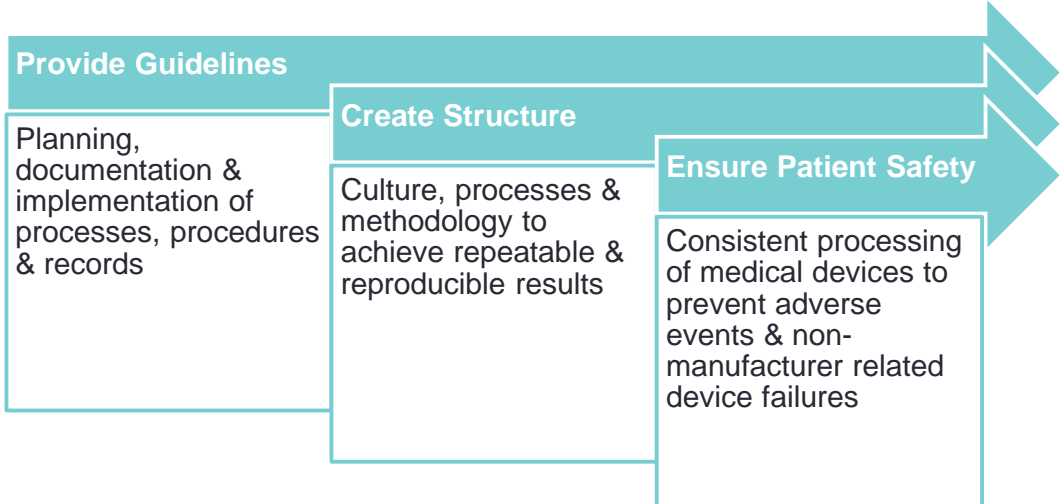 Provide Guidelines
Planning,
documentation &
implementation of
processes, procedures
& records
Create Structure
Culture, processes &
methodology to
achieve repeatable &
reproducible results
Ensure Patient Safety
Consistent processing
of medical devices to
prevent adverse
events & non-
manufacturer related
device failures